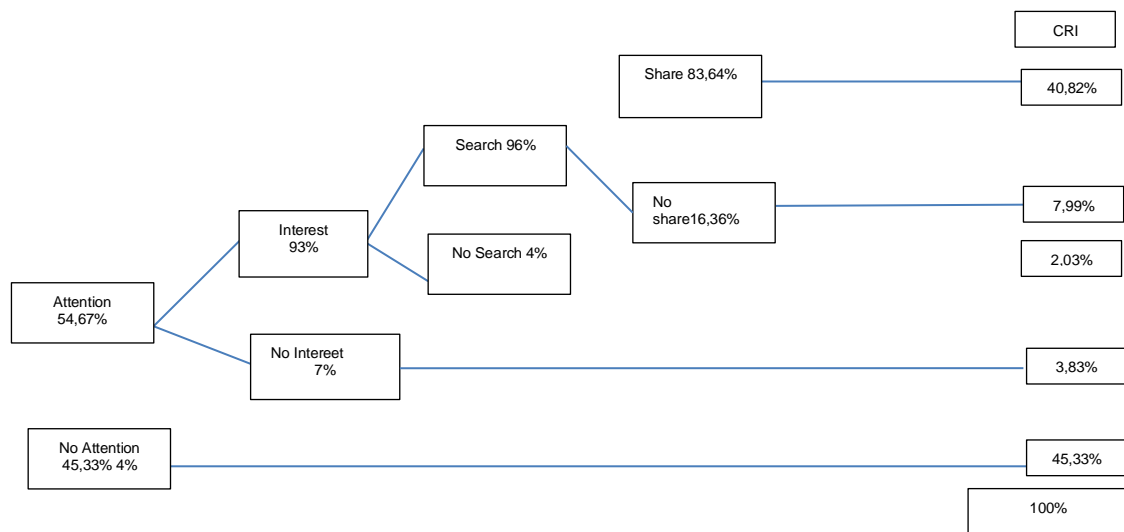 CRI
Share 83,64%
40,82%
Search 96%
No
share16,36%
7,99%
Interest
93%
No Search 4%
2,03%
Attention
54,67%
No Intereet
7%
3,83%
No Attention
45,33% 4%
45,33%
100%